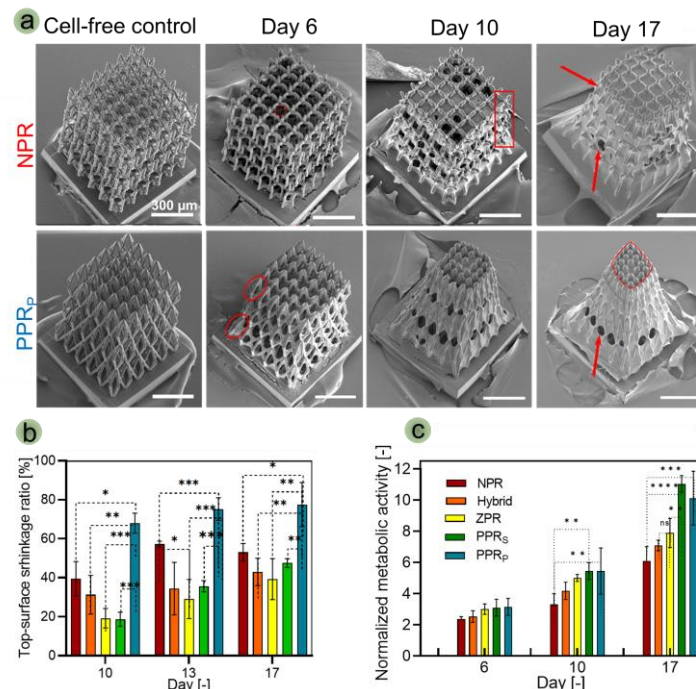 a
Cell-free control
Day 6
Day 10
Day 17
NPR
300 µm
PPRP
b
Top-surface srhinkage ratio [%]
100
80
60
40
20
0
*
**
***
***
***
*
***
****
*
**
**
**
10
13
17
Day [-]
c
Normalized metabolic activity [-]
12
10
8
6
4
2
0
NPR
Hybrid
ZPR
PPRS
PPRP
* *
* *
* * *
* * * *
ns
6
10
17
Day [-]